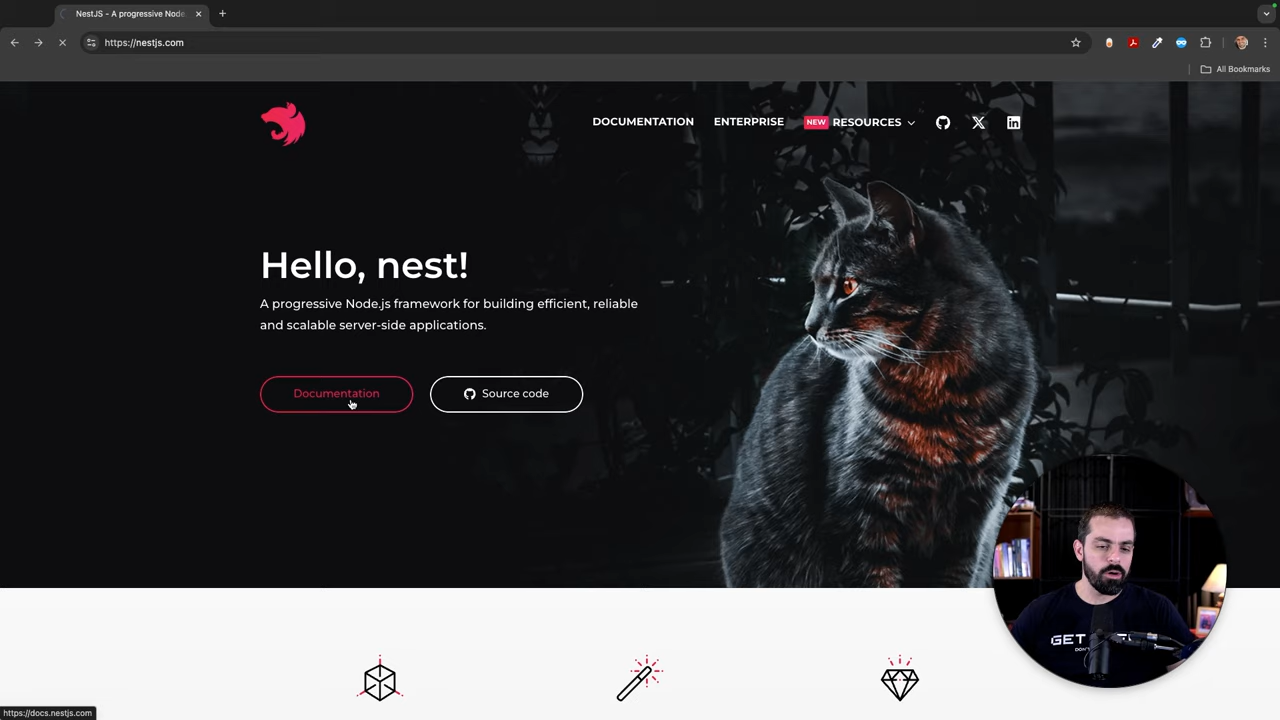 NestJS - A progressive Node.
https://nestjs.com
All Bookmarks
DOCUMENTATION
ENTERPRISE
NEW RESOURCES
Hello, nest!
A progressive Node.js framework for building efficient, reliable
and scalable server-side applications.
Documentation
Source code
GET
https://docs.nestjs.com